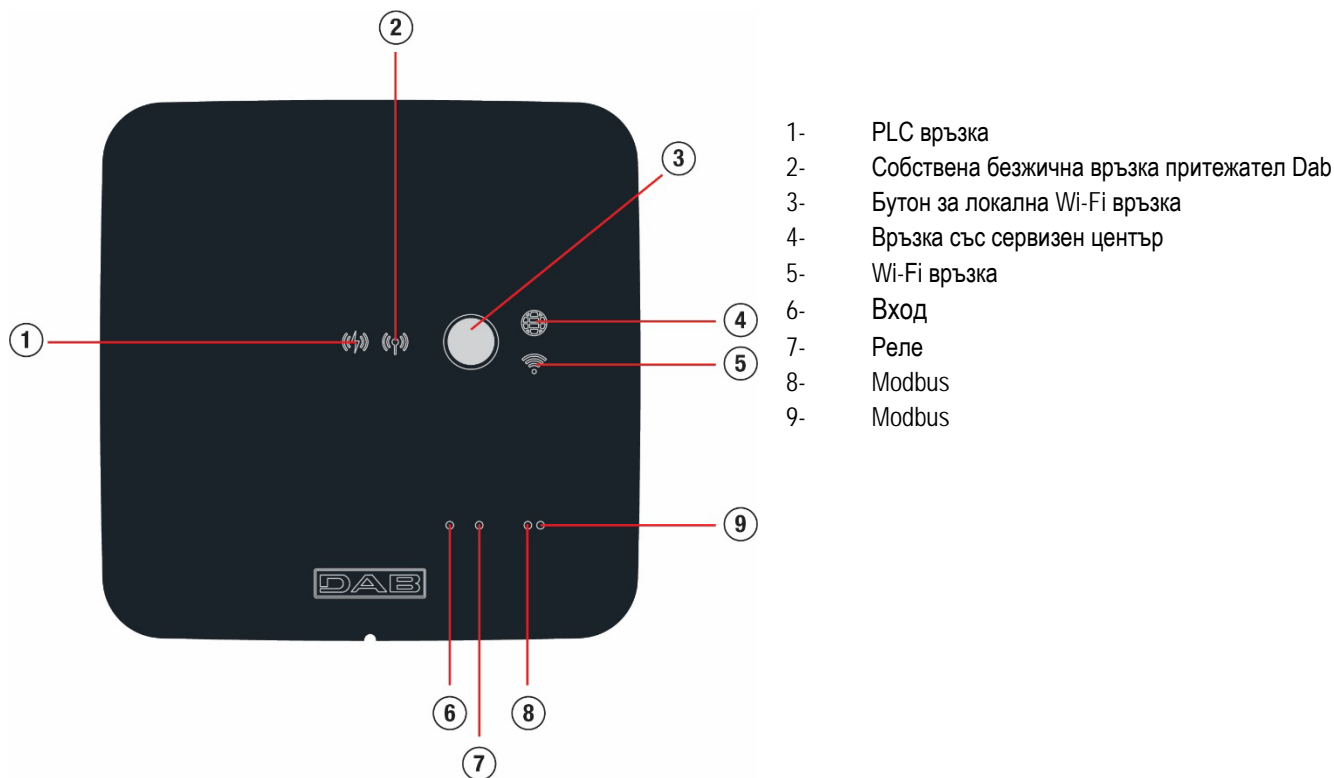 2
3
1
4
5
9
6
8
7
DAB
1- PLC връзка
2- Собствена безжична връзка притежател Dab
3- Бутон за локална Wi-Fi връзка
4- Връзка със сервизен център
5- Wi-Fi връзка
6- Вход
7- Реле
8- Modbus
9- Modbus